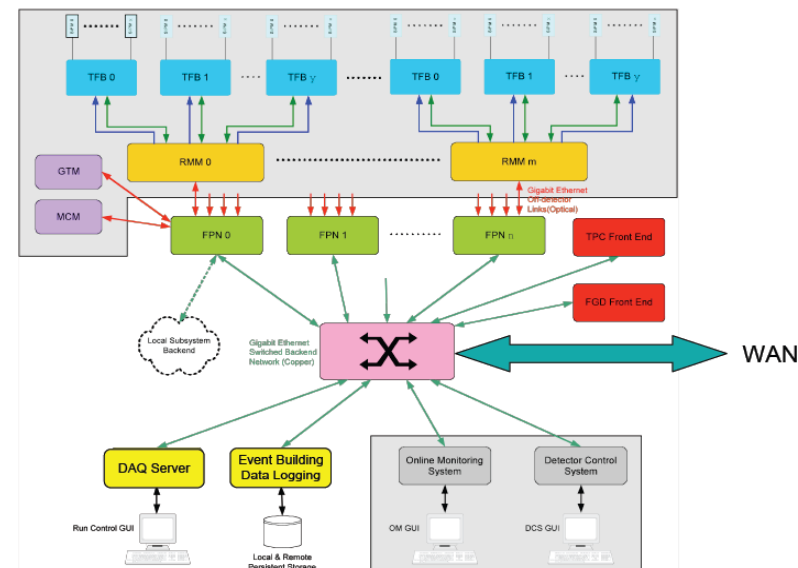 TFB 0
TFB 1
TFB γ
TFB 0
TFB 1
TFB γ
RMM 0
RMM m
GTM
MCM
Gigabit Ethernet
Off-detector
Links(Optical)
FPN 0
FPN 1
FPN n
TPC Front End
FGD Front End
Local Subsystem
Backend
Gigabit Ethernet
Switched Backend
Network (Copper)
WAN
DAQ Server
Event Building
Data Logging
Online Monitoring
System
Detector Control
System
Run Control GUI
OM GUI
DCS GUI
Local & Remote
Persistent Storage